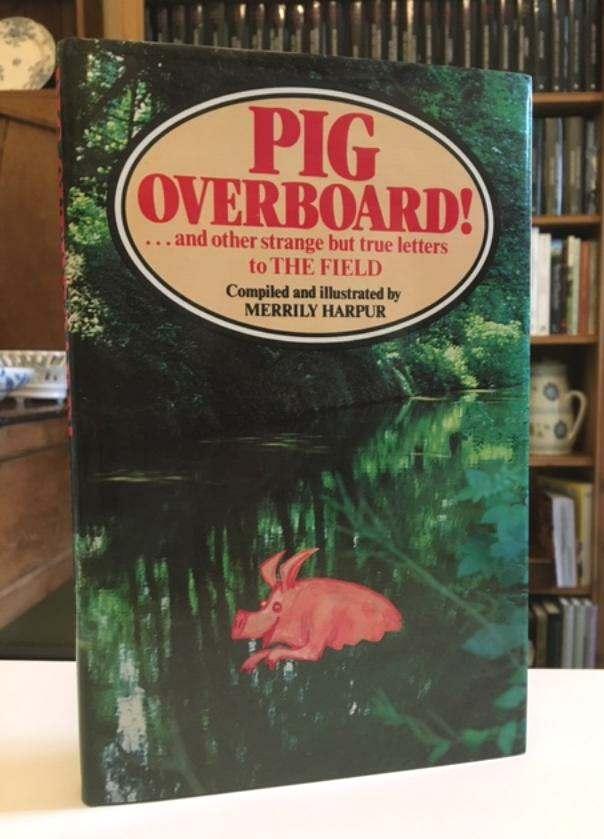 PIG
OVERBOARD!
...and other strange but true letters
to THE FIELD
Compiled and illustrated by
MERRILY HARPUR